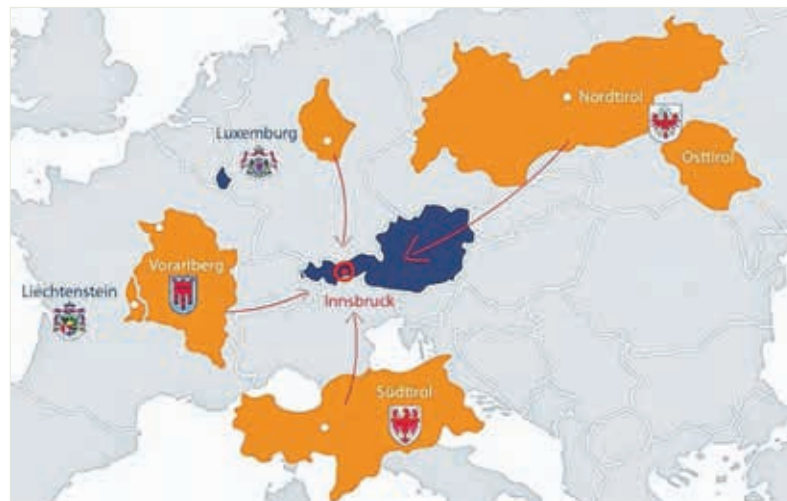 Nordtirol
Osttirol
Luxemburg
Vorarlberg
Liechtenstein
Innsbruck
Südtirol